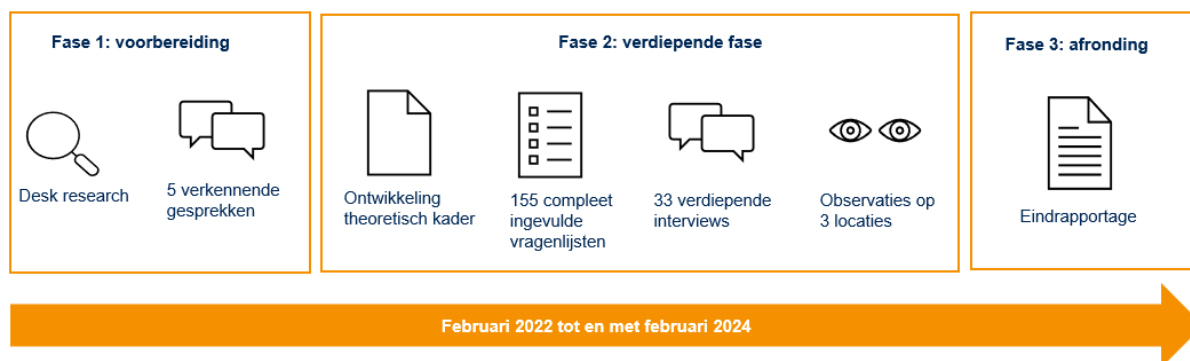 Fase 1: voorbereiding
Desk research
5 verkennende
gesprekken
Fase 2: verdiepende fase
Ontwikkeling
theoretisch kader
155 compleet
ingevulde
vragenlijsten
33 verdiepende
interviews
Observaties op
3 locaties
Fase 3: afronding
Eindrapportage
Februari 2022 tot en met februari 2024